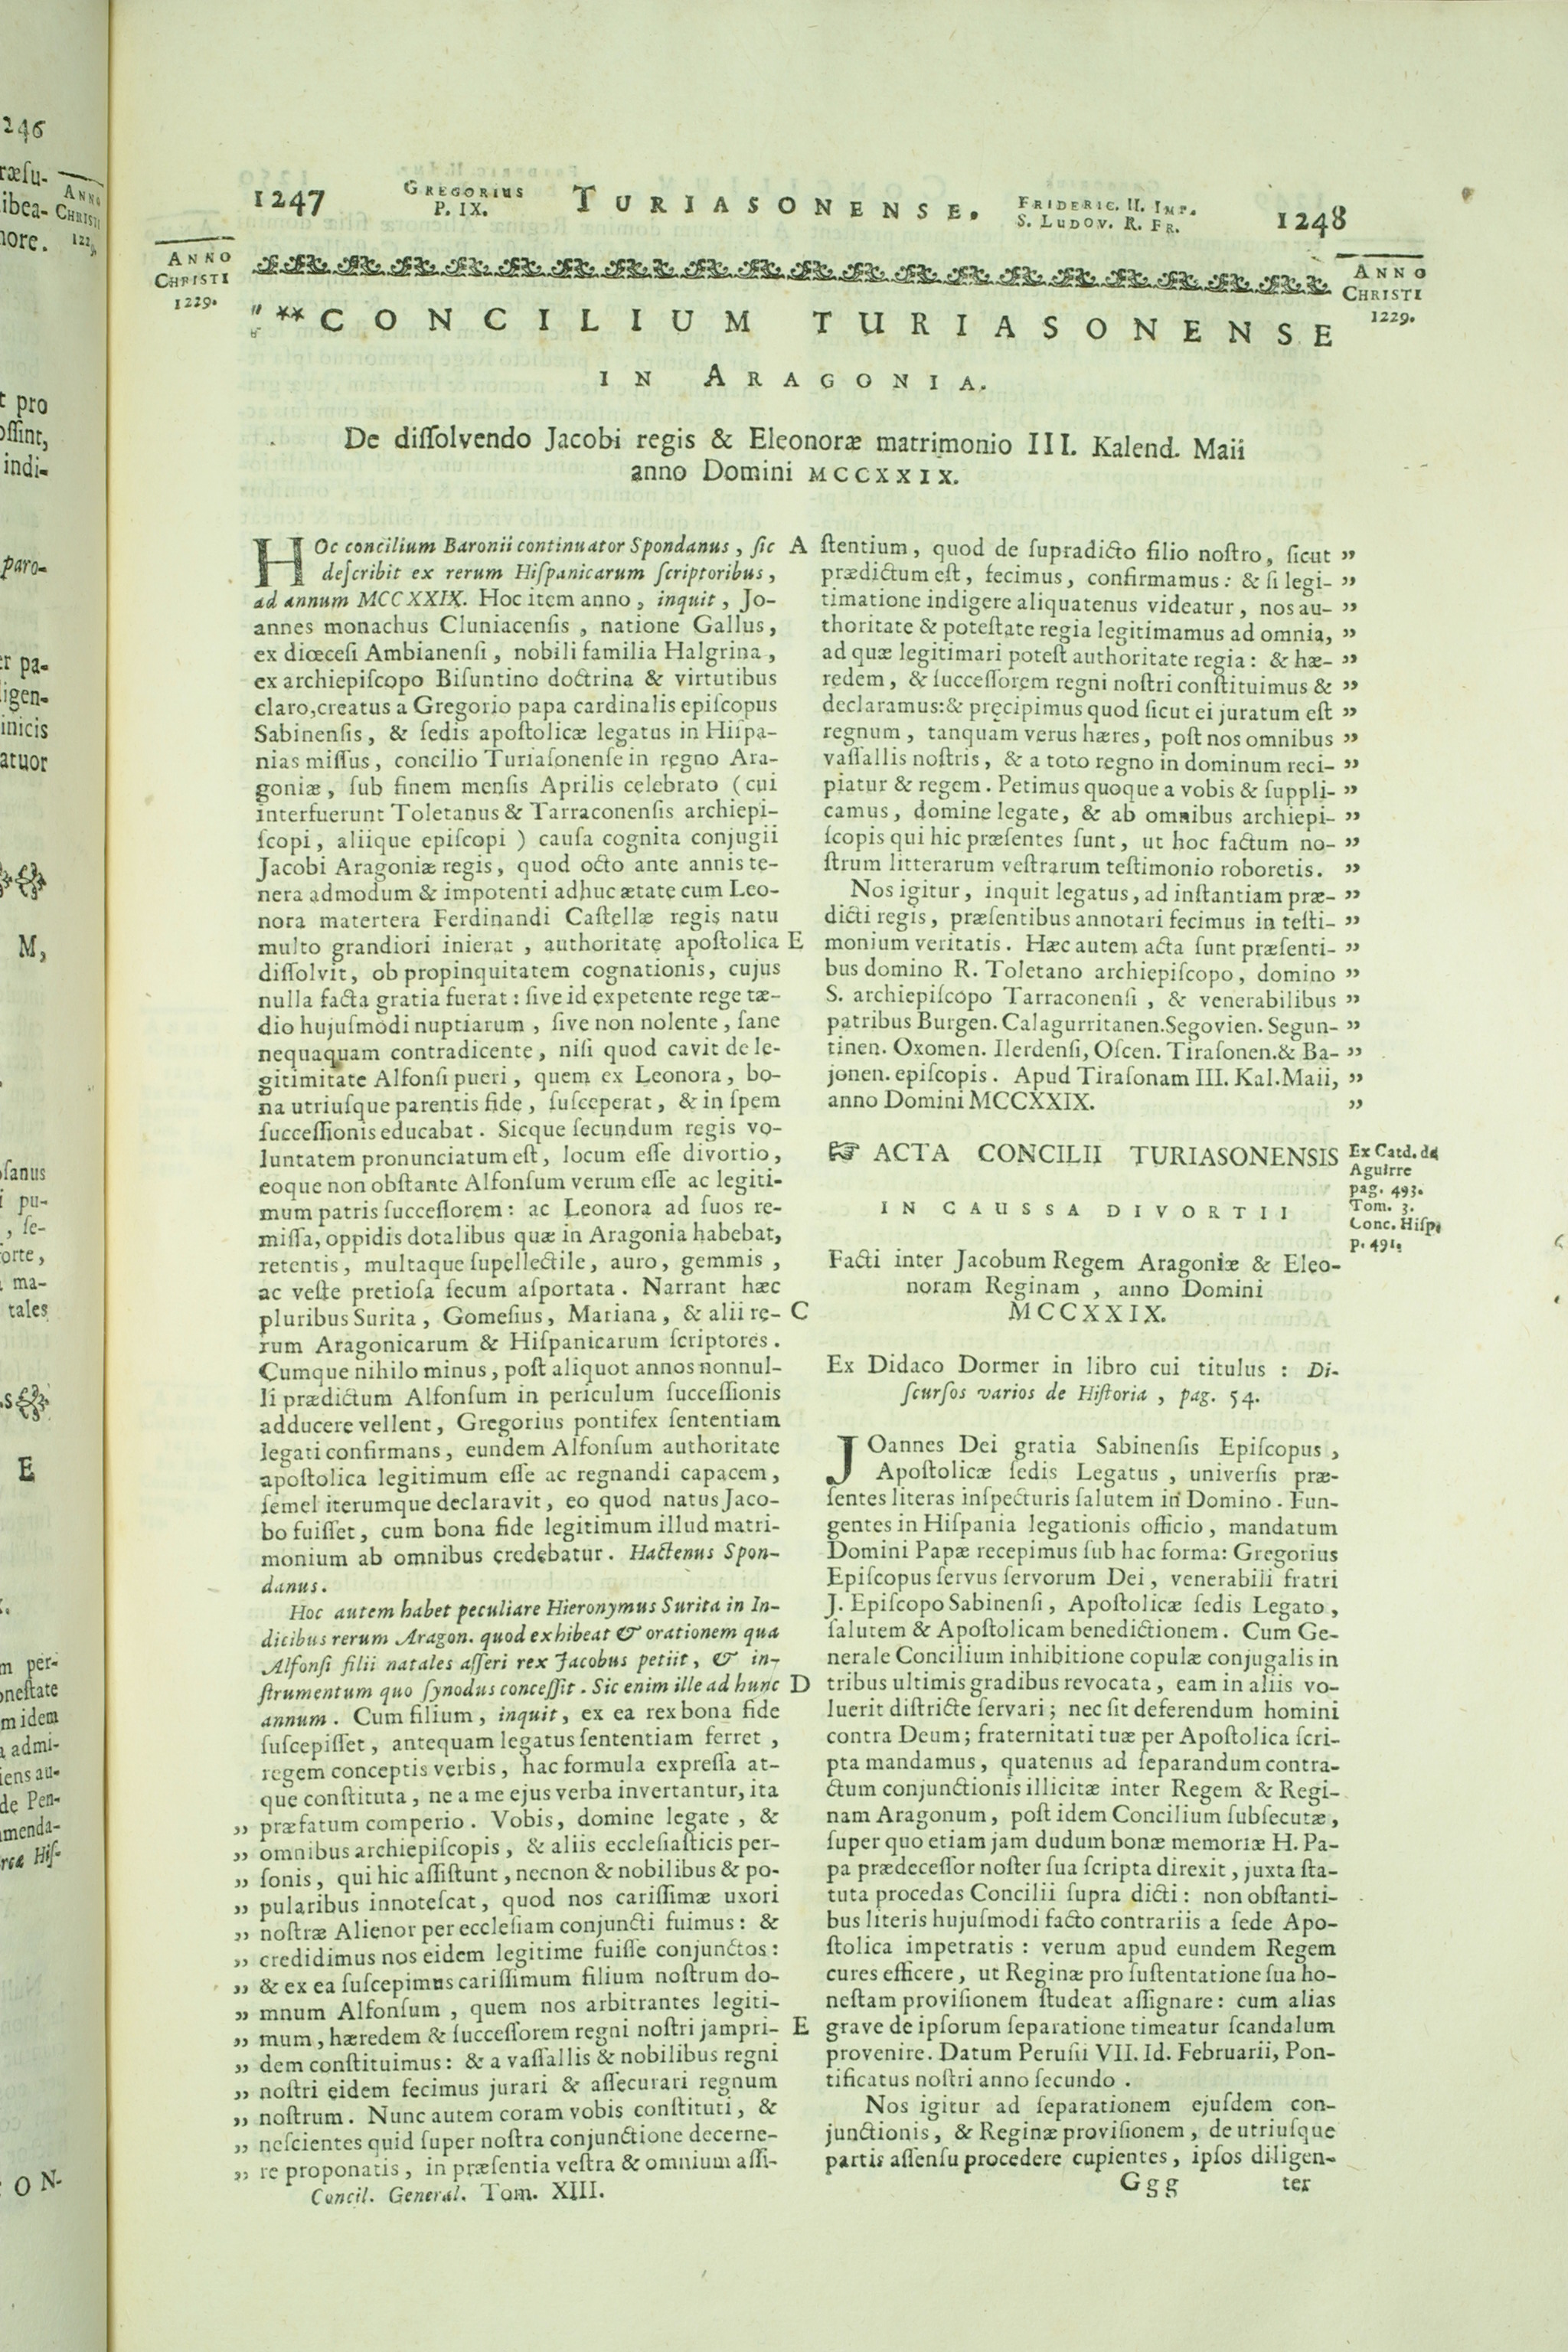 1247 GREGORIUS P. IX. TURIASONENSE. FRIDERIC. II. IMP. S. LUDOV. R. FR. 1248
ANNO CHRISTI 1229.
ANNO CHRISTI 1229.
** CONCILIUM TURIASONENSE
IN ARAGONIA.
De diſſolvendo Jacobi regis & Eleonoræ matrimonio III. Kalend. Maii
anno Domini MCCXXIX.
HOc concilium Baronii continuator Spondanus, ſic
deſcribit ex rerum Hiſpanicarum ſcriptoribus,
ad annum MCCXXIX. Hoc item anno, inquit, Jo-
annes monachus Cluniacenſis, natione Gallus,
ex diœceſi Ambianenſi, nobili familia Halgrina,
ex archiepiſcopo Biſuntino doctrina & virtutibus
claro, creatus a Gregorio papa cardinalis epiſcopus
Sabinenſis, & ſedis apoſtolicæ legatus in Hiſpa-
nias miſſus, concilio Turiaſonenſe in regno Ara-
goniæ, ſub finem menſis Aprilis celebrato (cui
interfuerunt Toletanus & Tarraconenſis archiepi-
ſcopi, aliique epiſcopi) cauſa cognita conjugii
Jacobi Aragoniæ regis, quod octo ante annis te-
nera admodum & impotenti adhuc ætate cum Leo-
nora matertera Ferdinandi Caſtellæ regis natu
multo grandiori inierat, authoritate apoſtolica
diſſolvit, ob propinquitatem cognationis, cujus
nulla facta gratia fuerat: ſive id expetente rege tæ-
dio hujuſmodi nuptiarum, ſive non nolente, ſane
nequaquam contradicente, niſi quod cavit de le-
gitimitate Alfonſi pueri, quem ex Leonora, bo-
na utriuſque parentis fide, ſuſceperat, & in ſpem
ſucceſſionis educabat. Sicque ſecundum regis vo-
luntatem pronunciatum eſt, locum eſſe divortio,
eoque non obſtante Alfonſum verum eſſe ac legiti-
mum patris ſucceſſorem: ac Leonora ad ſuos re-
miſſa, oppidis dotalibus quæ in Aragonia habebat,
retentis, multaque ſupellectile, auro, gemmis,
ac veſte pretioſa ſecum aſportata. Narrant hæc
pluribus Surita, Gomeſius, Mariana, & alii re-
rum Aragonicarum & Hiſpanicarum ſcriptores.
Cumque nihilo minus, poſt aliquot annos nonnul-
li prædictum Alfonſum in periculum ſucceſſionis
adducere vellent, Gregorius pontifex ſententiam
legati confirmans, eundem Alfonſum authoritate
apoſtolica legitimum eſſe ac regnandi capacem,
ſemel iterumque declaravit, eo quod natus Jaco-
bo fuiſſet, cum bona fide legitimum illud matri-
monium ab omnibus credebatur. Hactenus Spon-
danus.
Hoc autem habet peculiare Hieronymus Surita in In-
dicibus rerum Aragon. quod exhibeat & orationem qua
Alfonſi filii natales aſſeri rex Jacobus petiit, & in-
ſtrumentum quo ſynodus conceſſit. Sic enim ille ad hunc
annum. Cum filium, inquit, ex ea rex bona fide
ſuſcepiſſet, antequam legatus ſententiam ferret,
regem conceptis verbis, hac formula expreſſa at-
que conſtituta, ne a me ejus verba invertantur, ita
„ præfatum comperio. Vobis, domine legate, &
„ omnibus archiepiſcopis, & aliis eccleſiaſticis per-
„ ſonis, qui hic aſſiſtunt, necnon & nobilibus & po-
„ pularibus innoteſcat, quod nos cariſſimæ uxori
„ noſtræ Alienor per eccleſiam conjuncti fuimus: &
„ credidimus nos eidem legitime fuiſſe conjunctos:
„ & ex ea ſuſcepimus cariſſimum filium noſtrum do-
„ mnum Alfonſum, quem nos arbitrantes legiti-
„ mum, hæredem & ſucceſſorem regni noſtri jampri-
„ dem conſtituimus: & a vaſſallis & nobilibus regni
„ noſtri eidem fecimus jurari & aſſecurari regnum
„ noſtrum. Nunc autem coram vobis conſtituti, &
„ neſcientes quid ſuper noſtra conjunctione decerne-
„ re proponatis, in præſentia veſtra & omnium aſſi-
Concil. General. Tom. XIII.
A
E
C
D
E
ſtentium, quod de ſupradicto filio noſtro, ſicut ”
prædictum eſt, fecimus, confirmamus: & ſi legi- ”
timatione indigere aliquatenus videatur, nos au- ”
thoritate & poteſtate regia legitimamus ad omnia, ”
ad quæ legitimari poteſt authoritate regia: & hæ- ”
redem, & ſucceſſorem regni noſtri conſtituimus & ”
declaramus: & pręcipimus quod ſicut ei juratum eſt ”
regnum, tanquam verus hæres, poſt nos omnibus ”
vaſſallis noſtris, & a toto regno in dominum reci- ”
piatur & regem. Petimus quoque a vobis & ſuppli- ”
camus, domine legate, & ab omnibus archiepi- ”
ſcopis qui hic præſentes ſunt, ut hoc factum no- ”
ſtrum litterarum veſtrarum teſtimonio roboretis. ”
Nos igitur, inquit legatus, ad inſtantiam præ- ”
dicti regis, præſentibus annotari fecimus in teſti- ”
monium veritatis. Hæc autem acta ſunt præſenti- ”
bus domino R. Toletano archiepiſcopo, domino ”
S. archiepiſcopo Tarraconenſi, & venerabilibus ”
patribus Burgen. Calagurritanen. Segovien. Segun- ”
tinen. Oxomen. Ilerdenſi, Oſcen. Tiraſonen. & Ba- ”
jonen. epiſcopis. Apud Tiraſonam III. Kal. Maii, ”
anno Domini MCCXXIX. ”
☞ ACTA CONCILII TURIASONENSIS
IN CAUSSA DIVORTII
Ex Card. de
Aguirre
pag. 493.
Tom. 3.
Conc. Hiſp.
p. 491.
Facti inter Jacobum Regem Aragoniæ & Eleo-
noram Reginam, anno Domini
MCCXXIX.
Ex Didaco Dormer in libro cui titulus: Di-
ſcurſos varios de Hiſtoria, pag. 54.
JOannes Dei gratia Sabinenſis Epiſcopus,
Apoſtolicæ ſedis Legatus, univerſis præ-
ſentes literas inſpecturis ſalutem in Domino. Fun-
gentes in Hiſpania legationis officio, mandatum
Domini Papæ recepimus ſub hac forma: Gregorius
Epiſcopus ſervus ſervorum Dei, venerabili fratri
J. Epiſcopo Sabinenſi, Apoſtolicæ ſedis Legato,
ſalutem & Apoſtolicam benedictionem. Cum Ge-
nerale Concilium inhibitione copulæ conjugalis in
tribus ultimis gradibus revocata, eam in aliis vo-
luerit diſtricte ſervari; nec ſit deferendum homini
contra Deum; fraternitati tuæ per Apoſtolica ſcri-
pta mandamus, quatenus ad ſeparandum contra-
ctum conjunctionis illicitæ inter Regem & Regi-
nam Aragonum, poſt idem Concilium ſubſecutæ,
ſuper quo etiam jam dudum bonæ memoriæ H. Pa-
pa prædeceſſor noſter ſua ſcripta direxit, juxta ſta-
tuta procedas Concilii ſupra dicti: non obſtanti-
bus literis hujuſmodi facto contrariis a ſede Apo-
ſtolica impetratis: verum apud eundem Regem
cures efficere, ut Reginæ pro ſuſtentatione ſua ho-
neſtam proviſionem ſtudeat aſſignare: cum alias
grave de ipſorum ſeparatione timeatur ſcandalum
provenire. Datum Peruſii VII. Id. Februarii, Pon-
tificatus noſtri anno ſecundo.
Nos igitur ad ſeparationem ejuſdem con-
junctionis, & Reginæ proviſionem, de utriuſque
partis aſſenſu procedere cupientes, ipſos diligen-
Ggg ter